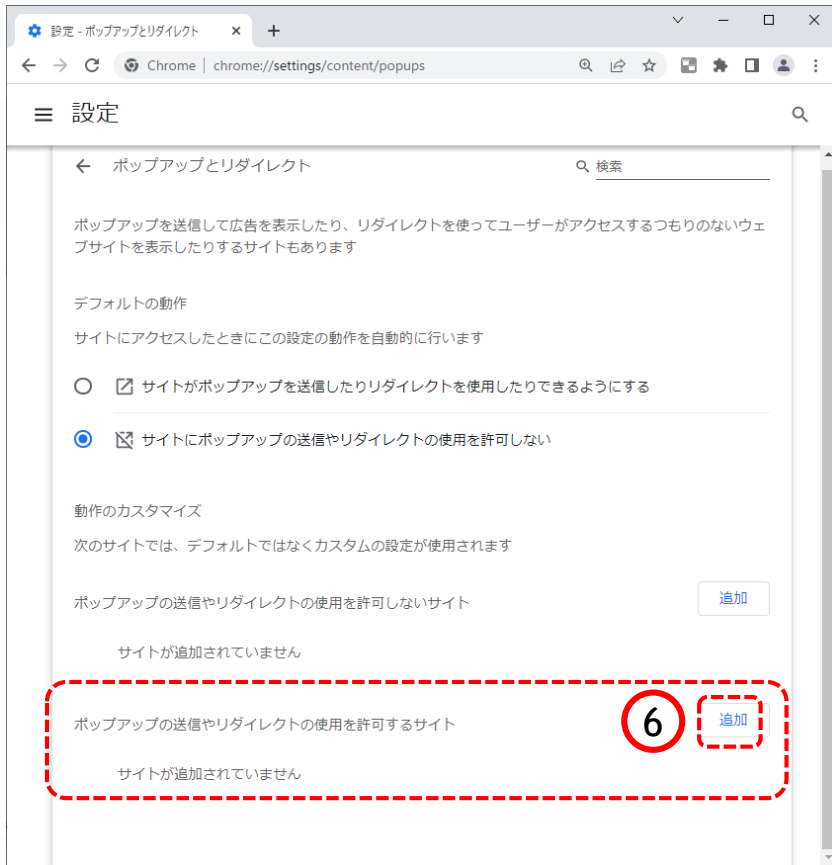 設定 - ポップアップとリダイレクト
Chrome | chrome://settings/content/popups
設定
ポップアップとリダイレクト
検索
ポップアップを送信して広告を表示したり、リダイレクトを使ってユーザーがアクセスするつもりのないウェ
ブサイトを表示したりするサイトもあります
デフォルトの動作
サイトにアクセスしたときにこの設定の動作を自動的に行います
サイトがポップアップを送信したりリダイレクトを使用したりできるようにする
サイトにポップアップの送信やリダイレクトの使用を許可しない
動作のカスタマイズ
次のサイトでは、デフォルトではなくカスタムの設定が使用されます
ポップアップの送信やリダイレクトの使用を許可しないサイト
追加
サイトが追加されていません
ポップアップの送信やリダイレクトの使用を許可するサイト
6
追加
サイトが追加されていません